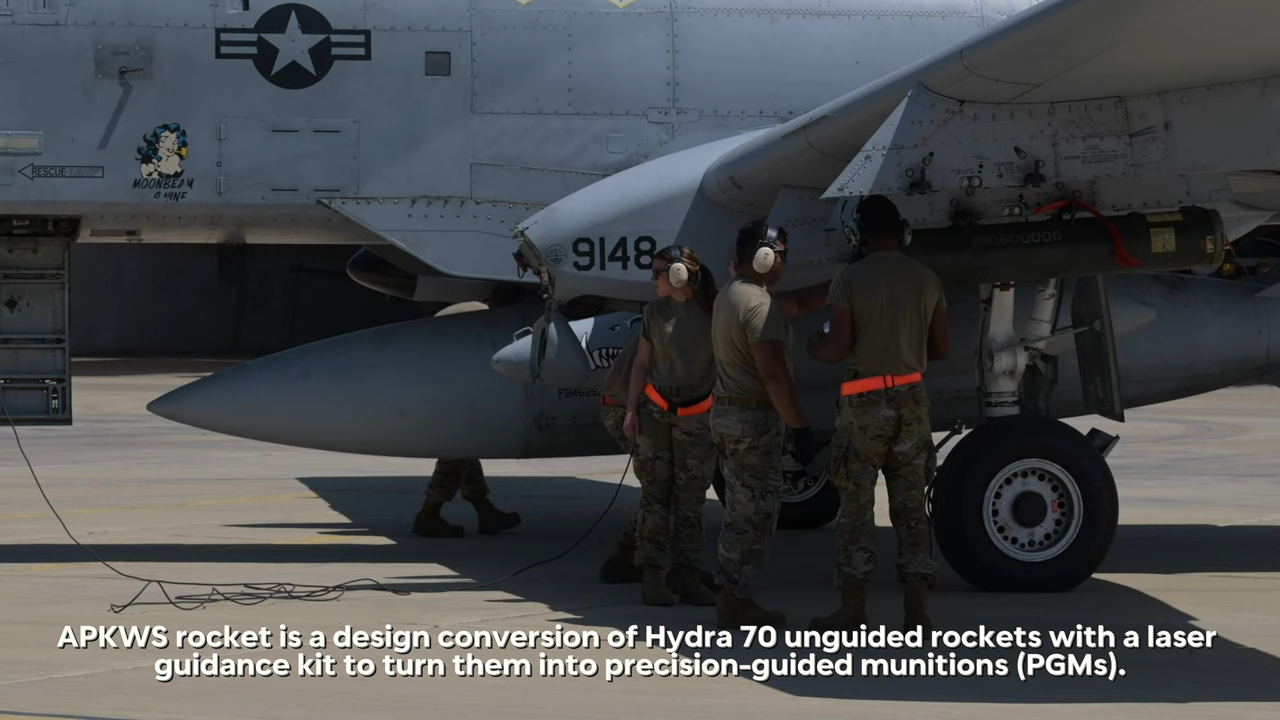 RESCUE
MOONBEAM
9148
APKWS rocket is a design conversion of Hydra 70 unguided rockets with a laser
guidance kit to turn them into precision-guided munitions (PGMs).